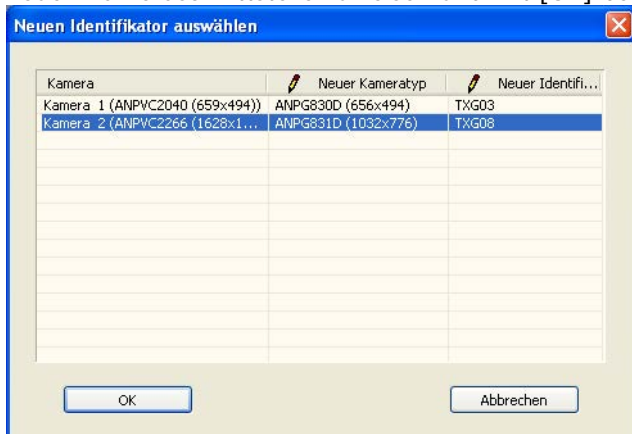 Neuen Identifikator auswählen
Kamera Neuer Kameratyp Neuer Identifi...
Kamera 1 (ANPVC2040 (659x494)) ANPG830D (656x494) TXG03
Kamera 2 (ANPVC2266 (1628x1... ANPG831D (1032x776) TXG08
OK Abbrechen